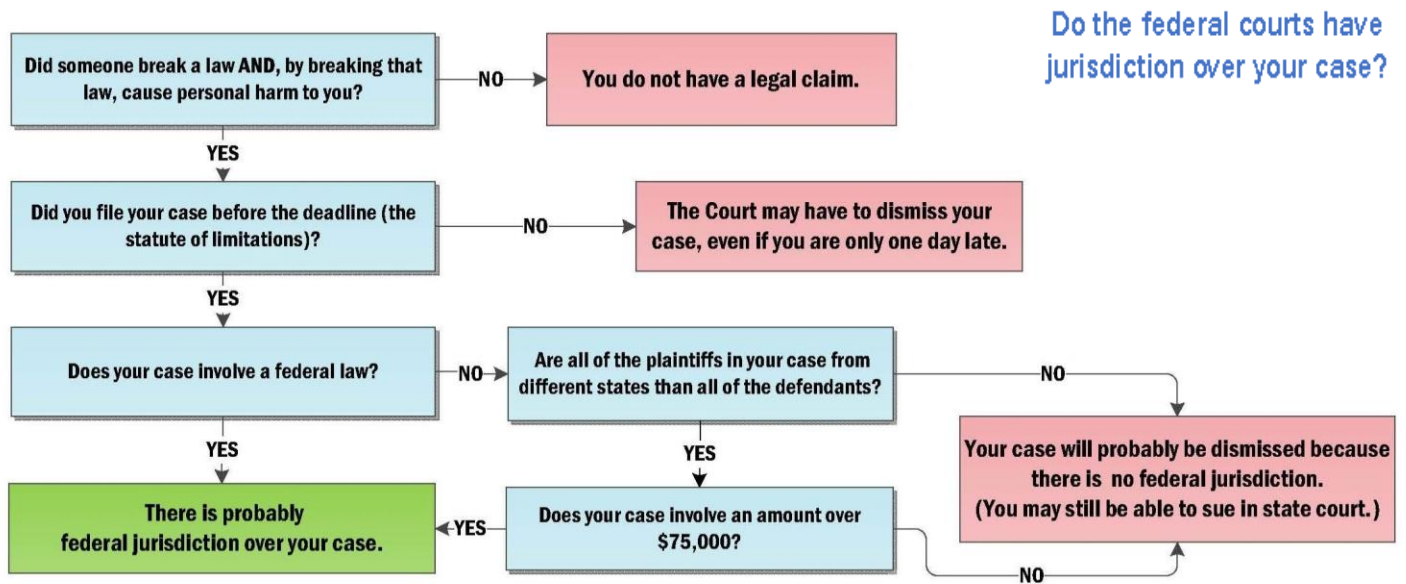 Do the federal courts have
jurisdiction over your case?
Did someone break a law AND, by breaking that
law, cause personal harm to you?
NO
You do not have a legal claim.
YES
Did you file your case before the deadline (the
statute of limitations)?
NO
The Court may have to dismiss your
case, even if you are only one day late.
YES
Does your case involve a federal law?
NO
Are all of the plaintiffs in your case from
different states than all of the defendants?
NO
YES
YES
Your case will probably be dismissed because
there is no federal jurisdiction.
(You may still be able to sue in state court.)
There is probably
federal jurisdiction over your case.
YES
Does your case involve an amount over
$75,000?
NO